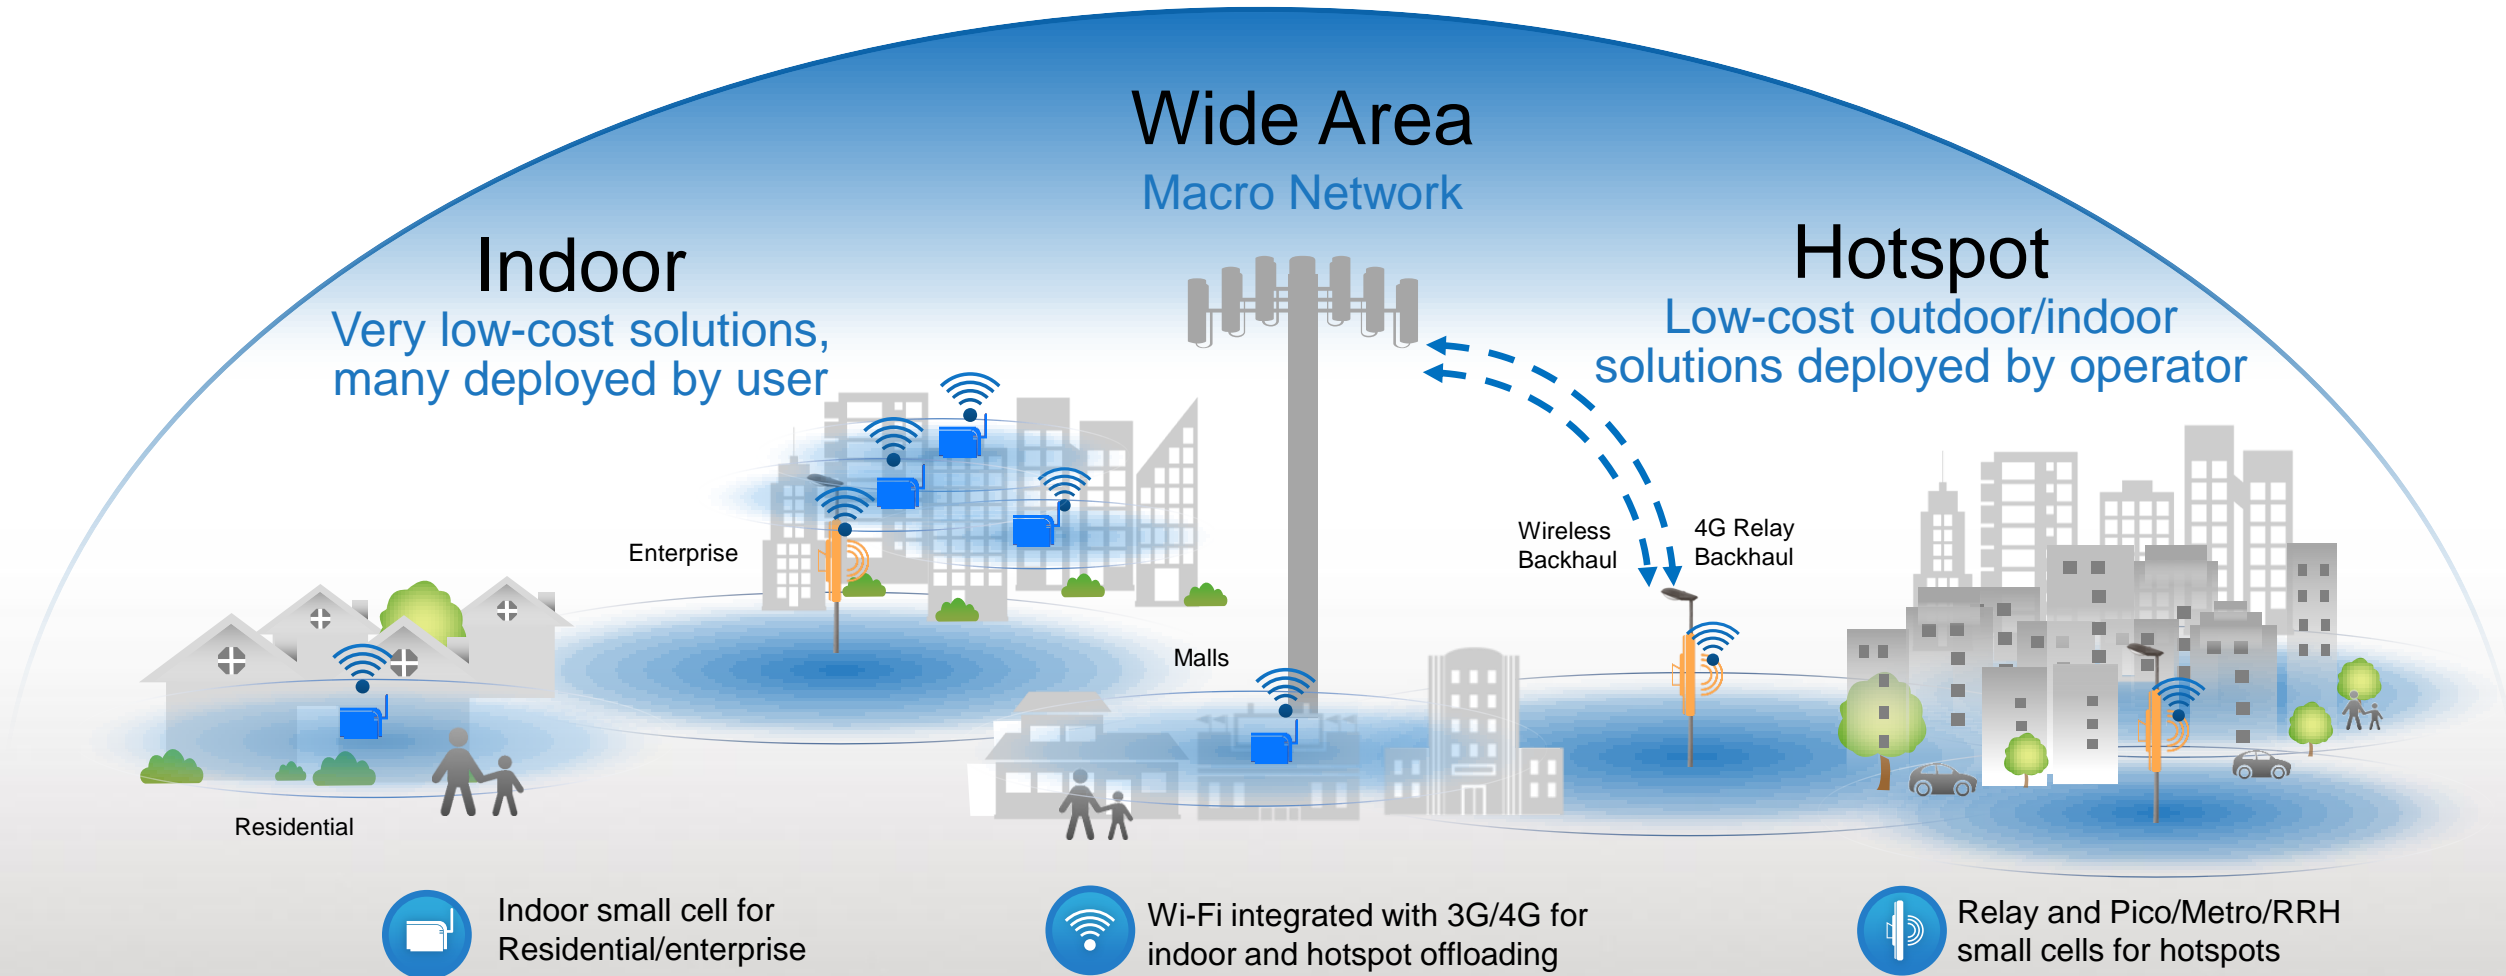 Wide Area
Macro Network
Indoor
Very low-cost solutions,
many deployed by user
Hotspot
Low-cost outdoor/indoor
solutions deployed by operator
Enterprise
Wireless
Backhaul
4G Relay
Backhaul
Malls
Residential
Indoor small cell for
Residential/enterprise
Wi-Fi integrated with 3G/4G for
indoor and hotspot offloading
Relay and Pico/Metro/RRH
small cells for hotspots